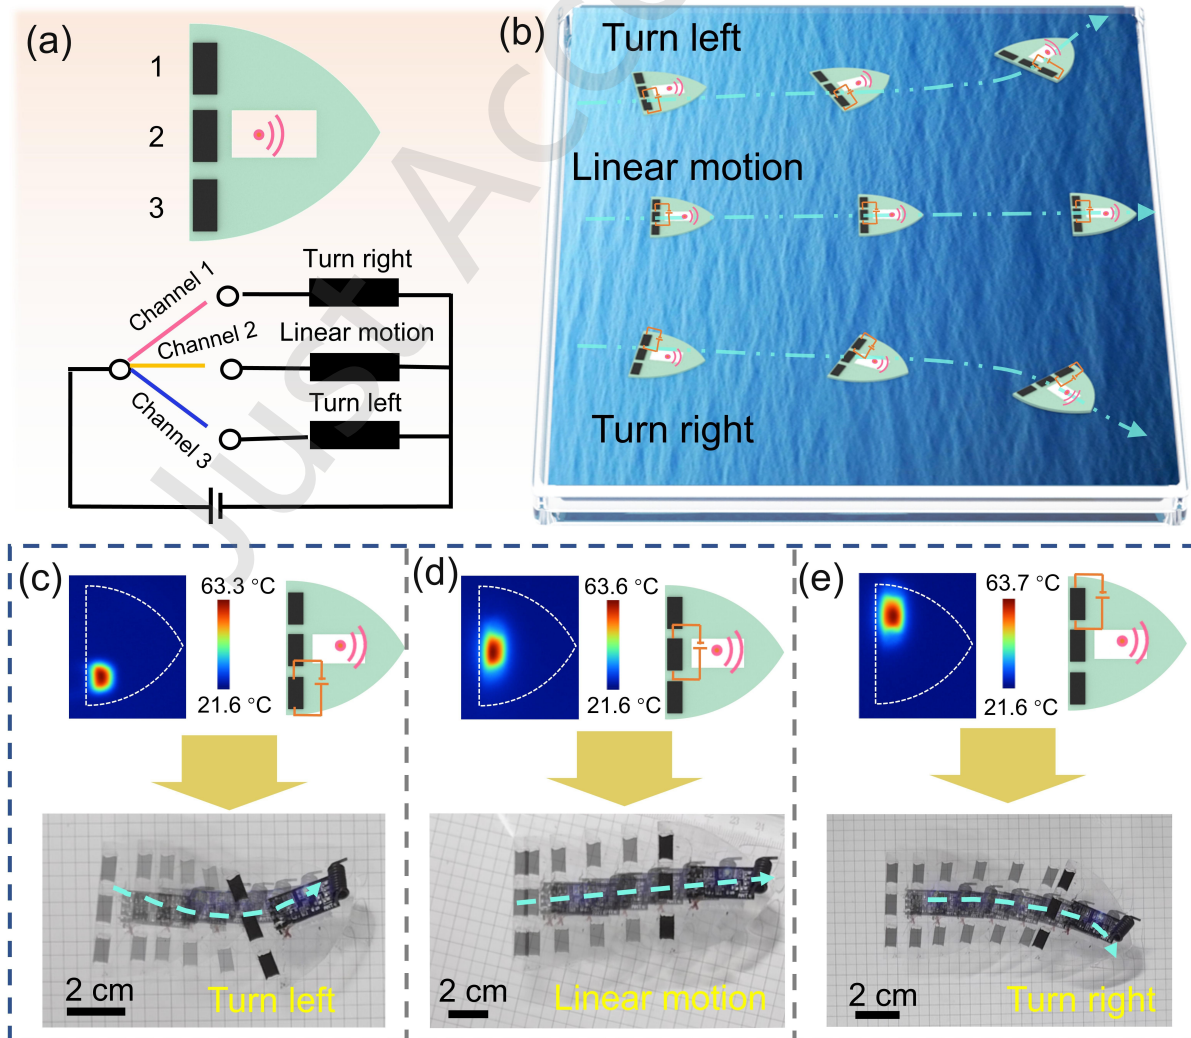 (a)
1
2
3
Turn right
Channel 1
Linear motion
Channel 2
Turn left
Channel 3
(b)
Turn left
Linear motion
Turn right
Just Acc
(c)
63.3 °C
21.6 °C
2 cm
Turn left
(d)
63.6 °C
21.6 °C
2 cm
Linear motion
(e)
63.7 °C
21.6 °C
2 cm
Turn right